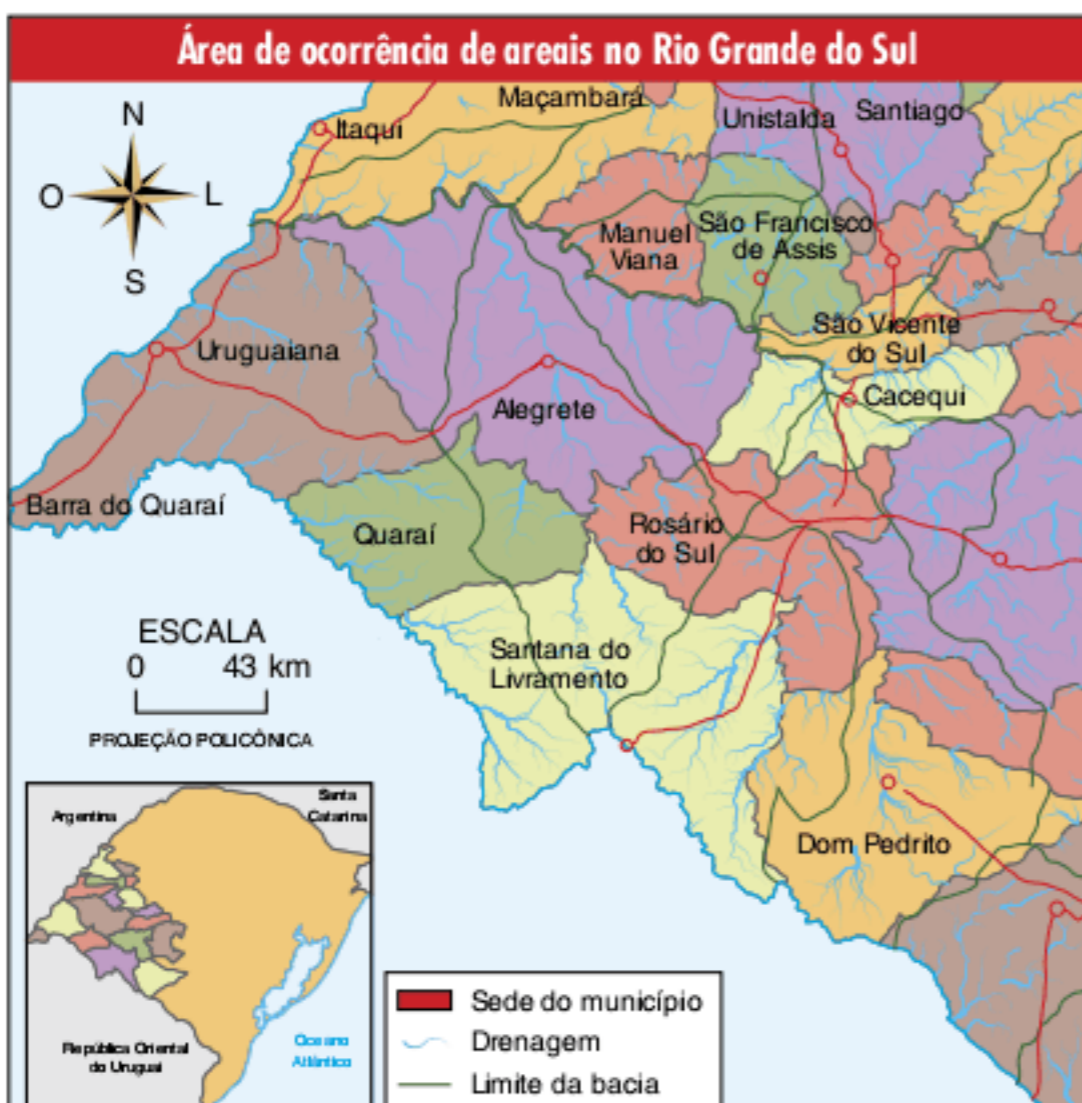 Área de ocorrência de areais no Rio Grande do Sul
N
O
L
S
Itaqui
Maçambará
Unistalda
Santiago
Manuel
Viana
São Francisco
de Assis
São Vicente
do Sul
Cacequi
Uruguaiana
Alegrete
Barra do Quaraí
Quaraí
Rosário
do Sul
Santana do
Livramento
Dom Pedrito
ESCALA
0 43 km
PROJEÇÃO POLICÔNICA
Argentina
Santa
Catarina
República Oriental
do Uruguai
Oceano
Atlântico
Sede do município
Drenagem
Limite da bacia